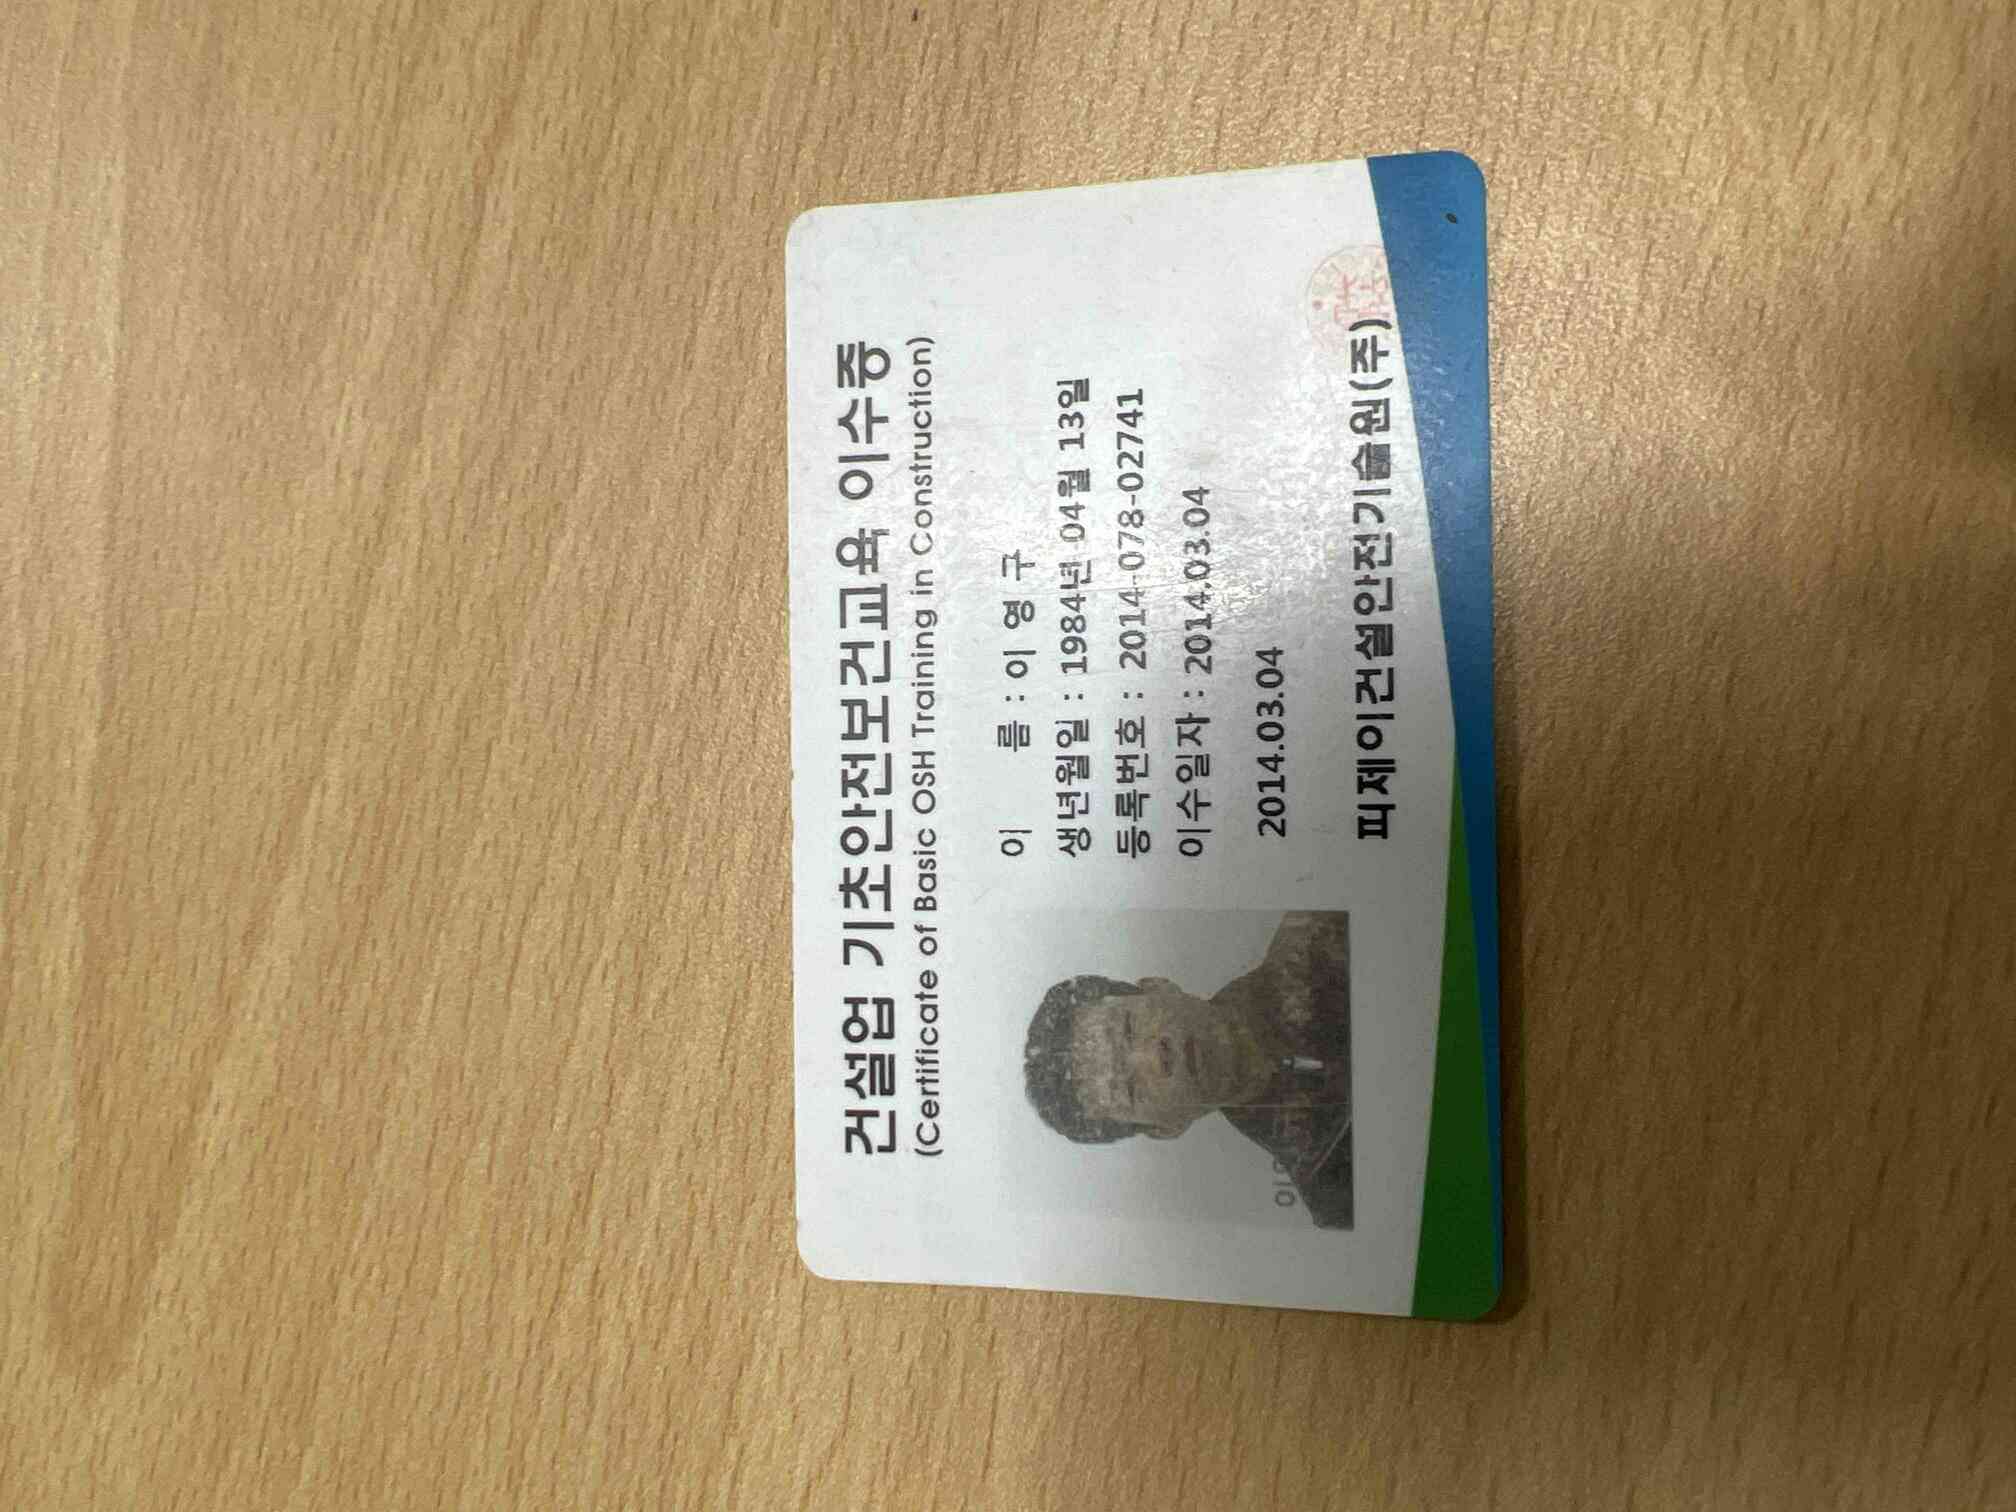 건설업 기초안전보건교육 이수증
(Certificate of Basic OSH Training in Construction)
이 름 : 이 영 구
생년월일 : 1984년 04월 13일
등록번호 : 2014-078-02741
이수일자 : 2014.03.04
2014.03.04
피제이건설안전기술원(주)